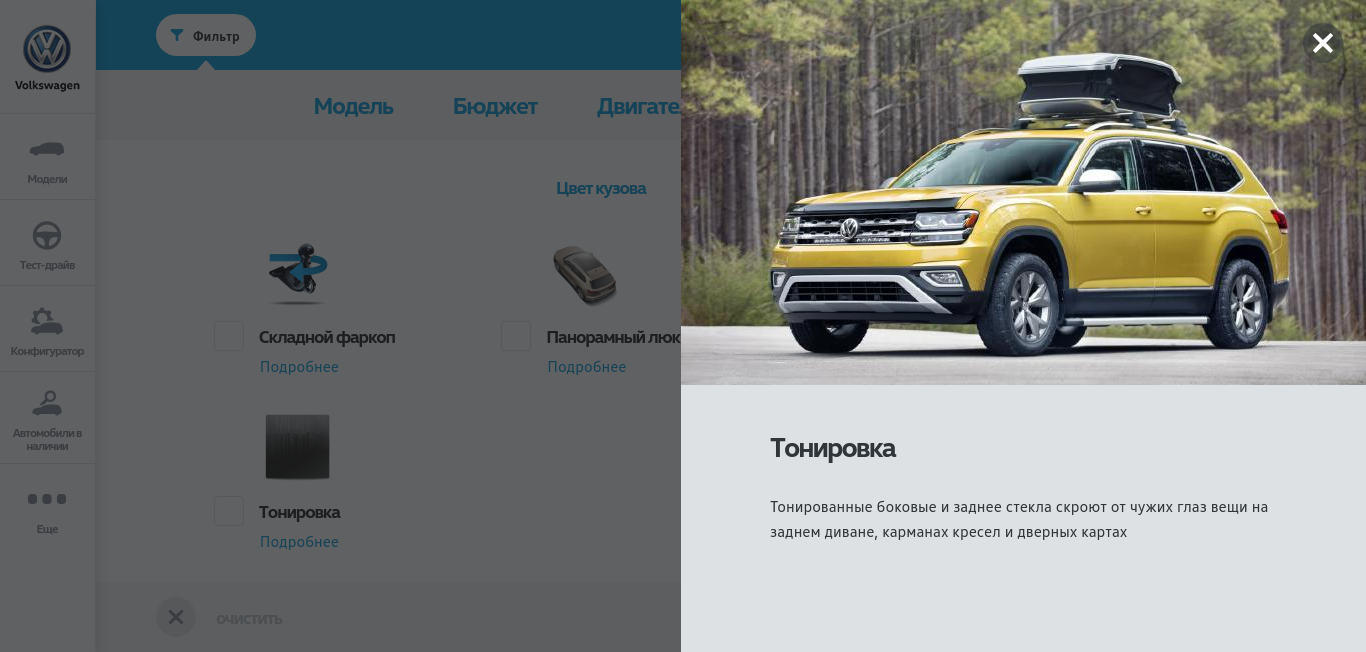 Volkswagen
Модели
Тест-драйв
Конфигуратор
Автомобили в
наличии
Еще
Фильтр
Модель
Бюджет
Двигате
Цвет кузова
Складной фаркоп
Подробнее
Панорамный люк
Подробнее
Тонировка
Подробнее
ОЧИСТИТЬ
Тонировка
Тонированные боковые и заднее стекла скроют от чужих глаз вещи на
заднем диване, карманах кресел и дверных картах